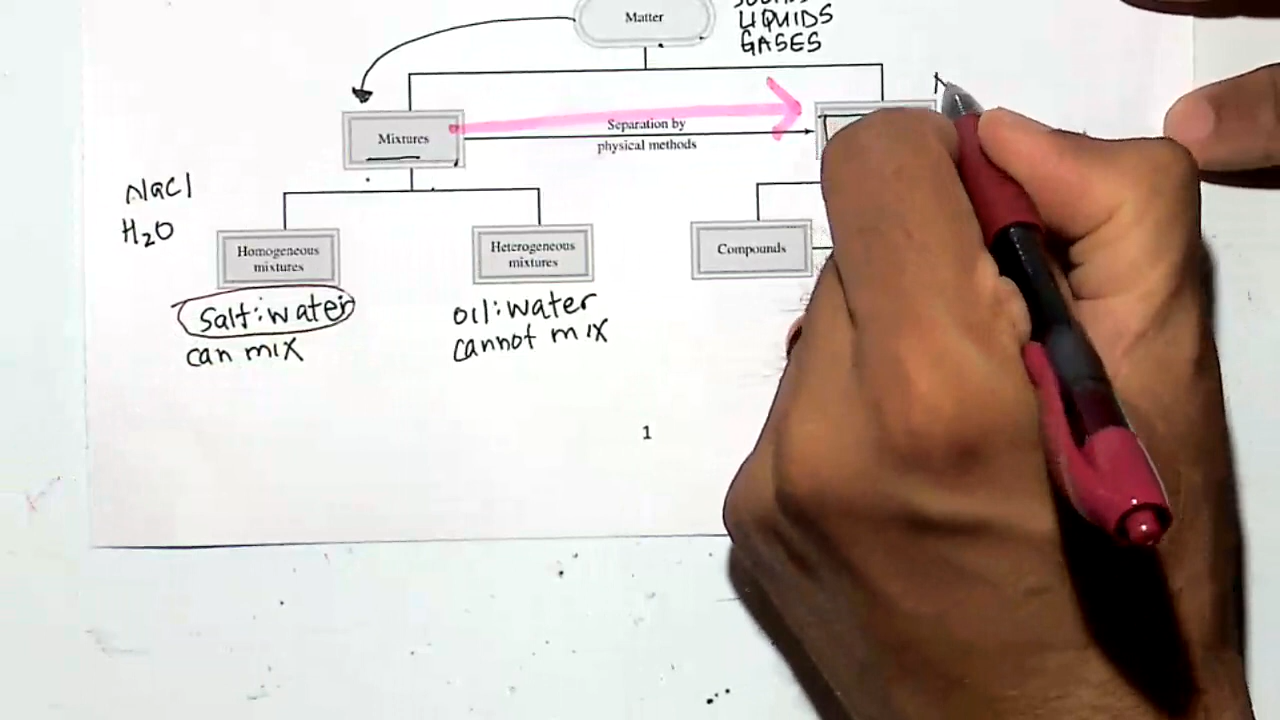 Matter
LIQUIDS
GASES
Mixtures
Separation by
physical methods
NaCl
H2O
Homogeneous
mixtures
Heterogeneous
mixtures
Compounds
Salt:water
can mix
oil:water
cannot mix
1